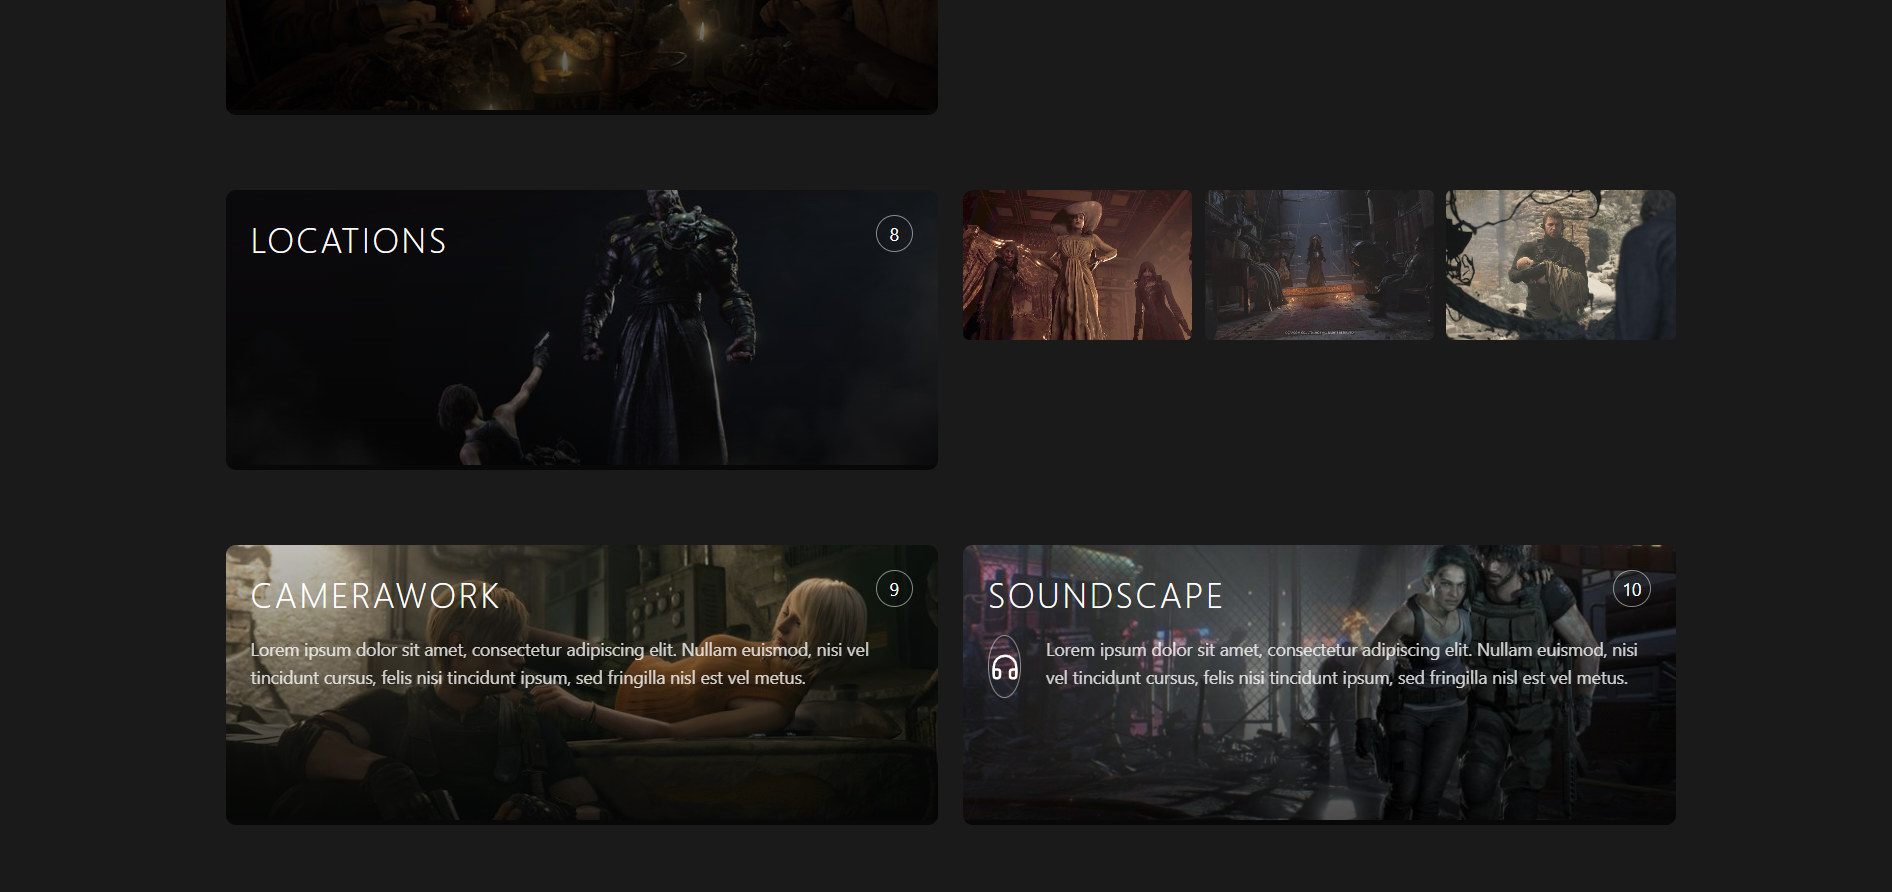 LOCATIONS
8
CAMERAWORK
9
Lorem ipsum dolor sit amet, consectetur adipiscing elit. Nullam euismod, nisi vel
tincidunt cursus, felis nisi tincidunt ipsum, sed fringilla nisl est vel metus.
SOUNDSCAPE
10
Lorem ipsum dolor sit amet, consectetur adipiscing elit. Nullam euismod, nisi
vel tincidunt cursus, felis nisi tincidunt ipsum, sed fringilla nisl est vel metus.